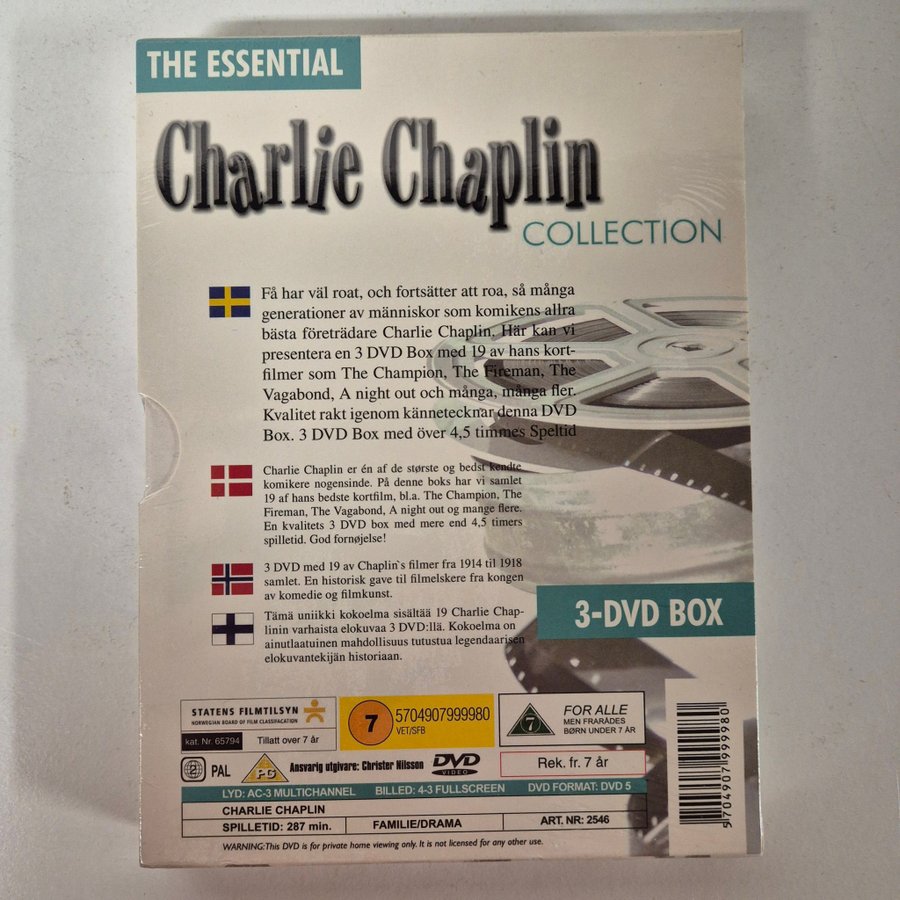 THE ESSENTIAL
Charlie Chaplin
COLLECTION
Få har väl roat, och fortsätter att roa, så många
generationer av människor som komikens allra
bästa företrädare Charlie Chaplin. Här kan vi
presentera en 3 DVD Box med 19 av hans kort-
filmer som The Champion, The Fireman, The
Vagabond, A night out och många, många fler.
Kvalitet rakt igenom kännetecknar denna DVD
Box. 3 DVD Box med över 4,5 timmes Speltid
Charlie Chaplin er én af de største og bedst kendte
komikere nogensinde. På denne boks har vi samlet
19 af hans bedste kortfilm, bl.a. The Champion, The
Fireman, The Vagabond, A night out og mange flere.
En kvalitets 3 DVD box med mere end 4,5 timers
spilletid. God fornøjelse!
3 DVD med 19 av Chaplin`s filmer fra 1914 til 1918
samlet. En historisk gave til filmelskere fra kongen
av komedie og filmkunst.
Tämä uniikki kokoelma sisältää 19 Charlie Chap-
linin varhaista elokuvaa 3 DVD:llä. Kokoelma on
ainutlaatuinen mahdollisuus tutustua legendaarisen
elokuvantekijän historiaan.
3-DVD BOX
STATENS FILMTILSYN
NORWEGIAN BOARD OF FILM CLASSIFACATION
kat. Nr. 65794
Tillatt over 7 år
7
5704907999980
VET/SFB
7
FOR ALLE
MEN FRARÅDES
BØRN UNDER 7 ÅR
2
PAL
PG
Ansvarig utgivare: Christer Nilsson
DVD
VIDEO
Rek. fr. 7 år
LYD: AC-3 MULTICHANNEL
BILLED: 4-3 FULLSCREEN
DVD FORMAT: DVD 5
CHARLIE CHAPLIN
SPILLETID: 287 min.
FAMILIE/DRAMA
ART. NR: 2546
WARNING: This DVD is for private home viewing only. It is not licensed for any other use.
5 704907 999980